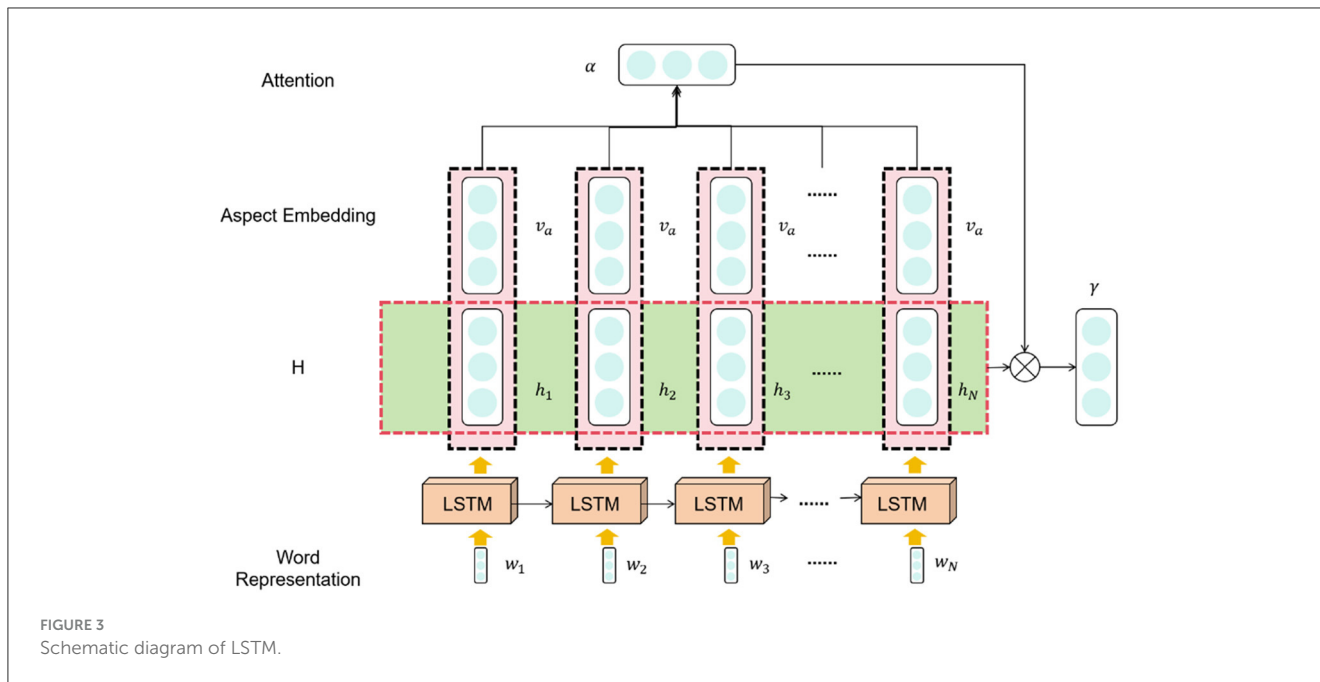 Attention
α
Aspect Embedding
v_a v_a v_a ...... v_a
......
γ
H
h_1 h_2 h_3 ...... h_N
LSTM LSTM LSTM ...... LSTM
Word
Representation
w_1 w_2 w_3 ...... w_N
FIGURE 3
Schematic diagram of LSTM.